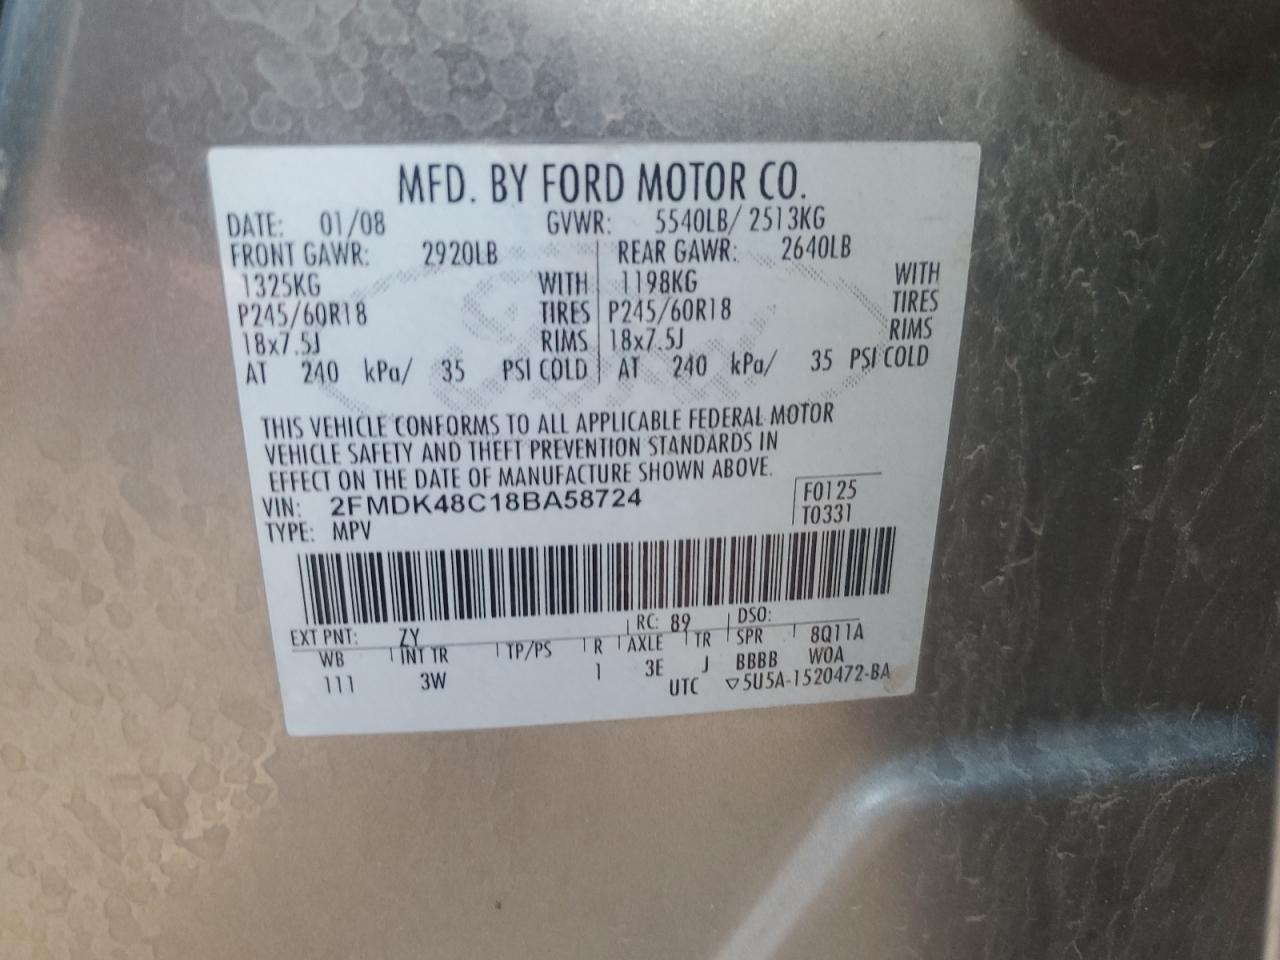 MFD. BY FORD MOTOR CO.
DATE: 01/08 GVWR: 5540LB/ 2513KG
FRONT GAWR: 2920LB REAR GAWR: 2640LB
1325KG WITH 1198KG WITH
P245/60R18 TIRES P245/60R18 TIRES
18x7.5J RIMS 18x7.5J RIMS
AT 240 kPa/ 35 PSI COLD AT 240 kPa/ 35 PSI COLD
THIS VEHICLE CONFORMS TO ALL APPLICABLE FEDERAL MOTOR
VEHICLE SAFETY AND THEFT PREVENTION STANDARDS IN
EFFECT ON THE DATE OF MANUFACTURE SHOWN ABOVE.
VIN: 2FMDK48C18BA58724 F0125
TYPE: MPV T0331
EXT PNT: ZY RC: 89 DSO:
WB INT TR TP/PS R AXLE TR SPR 8Q11A
111 3W 1 3E J BBBB W0A
UTC ▽5U5A-1520472-BA